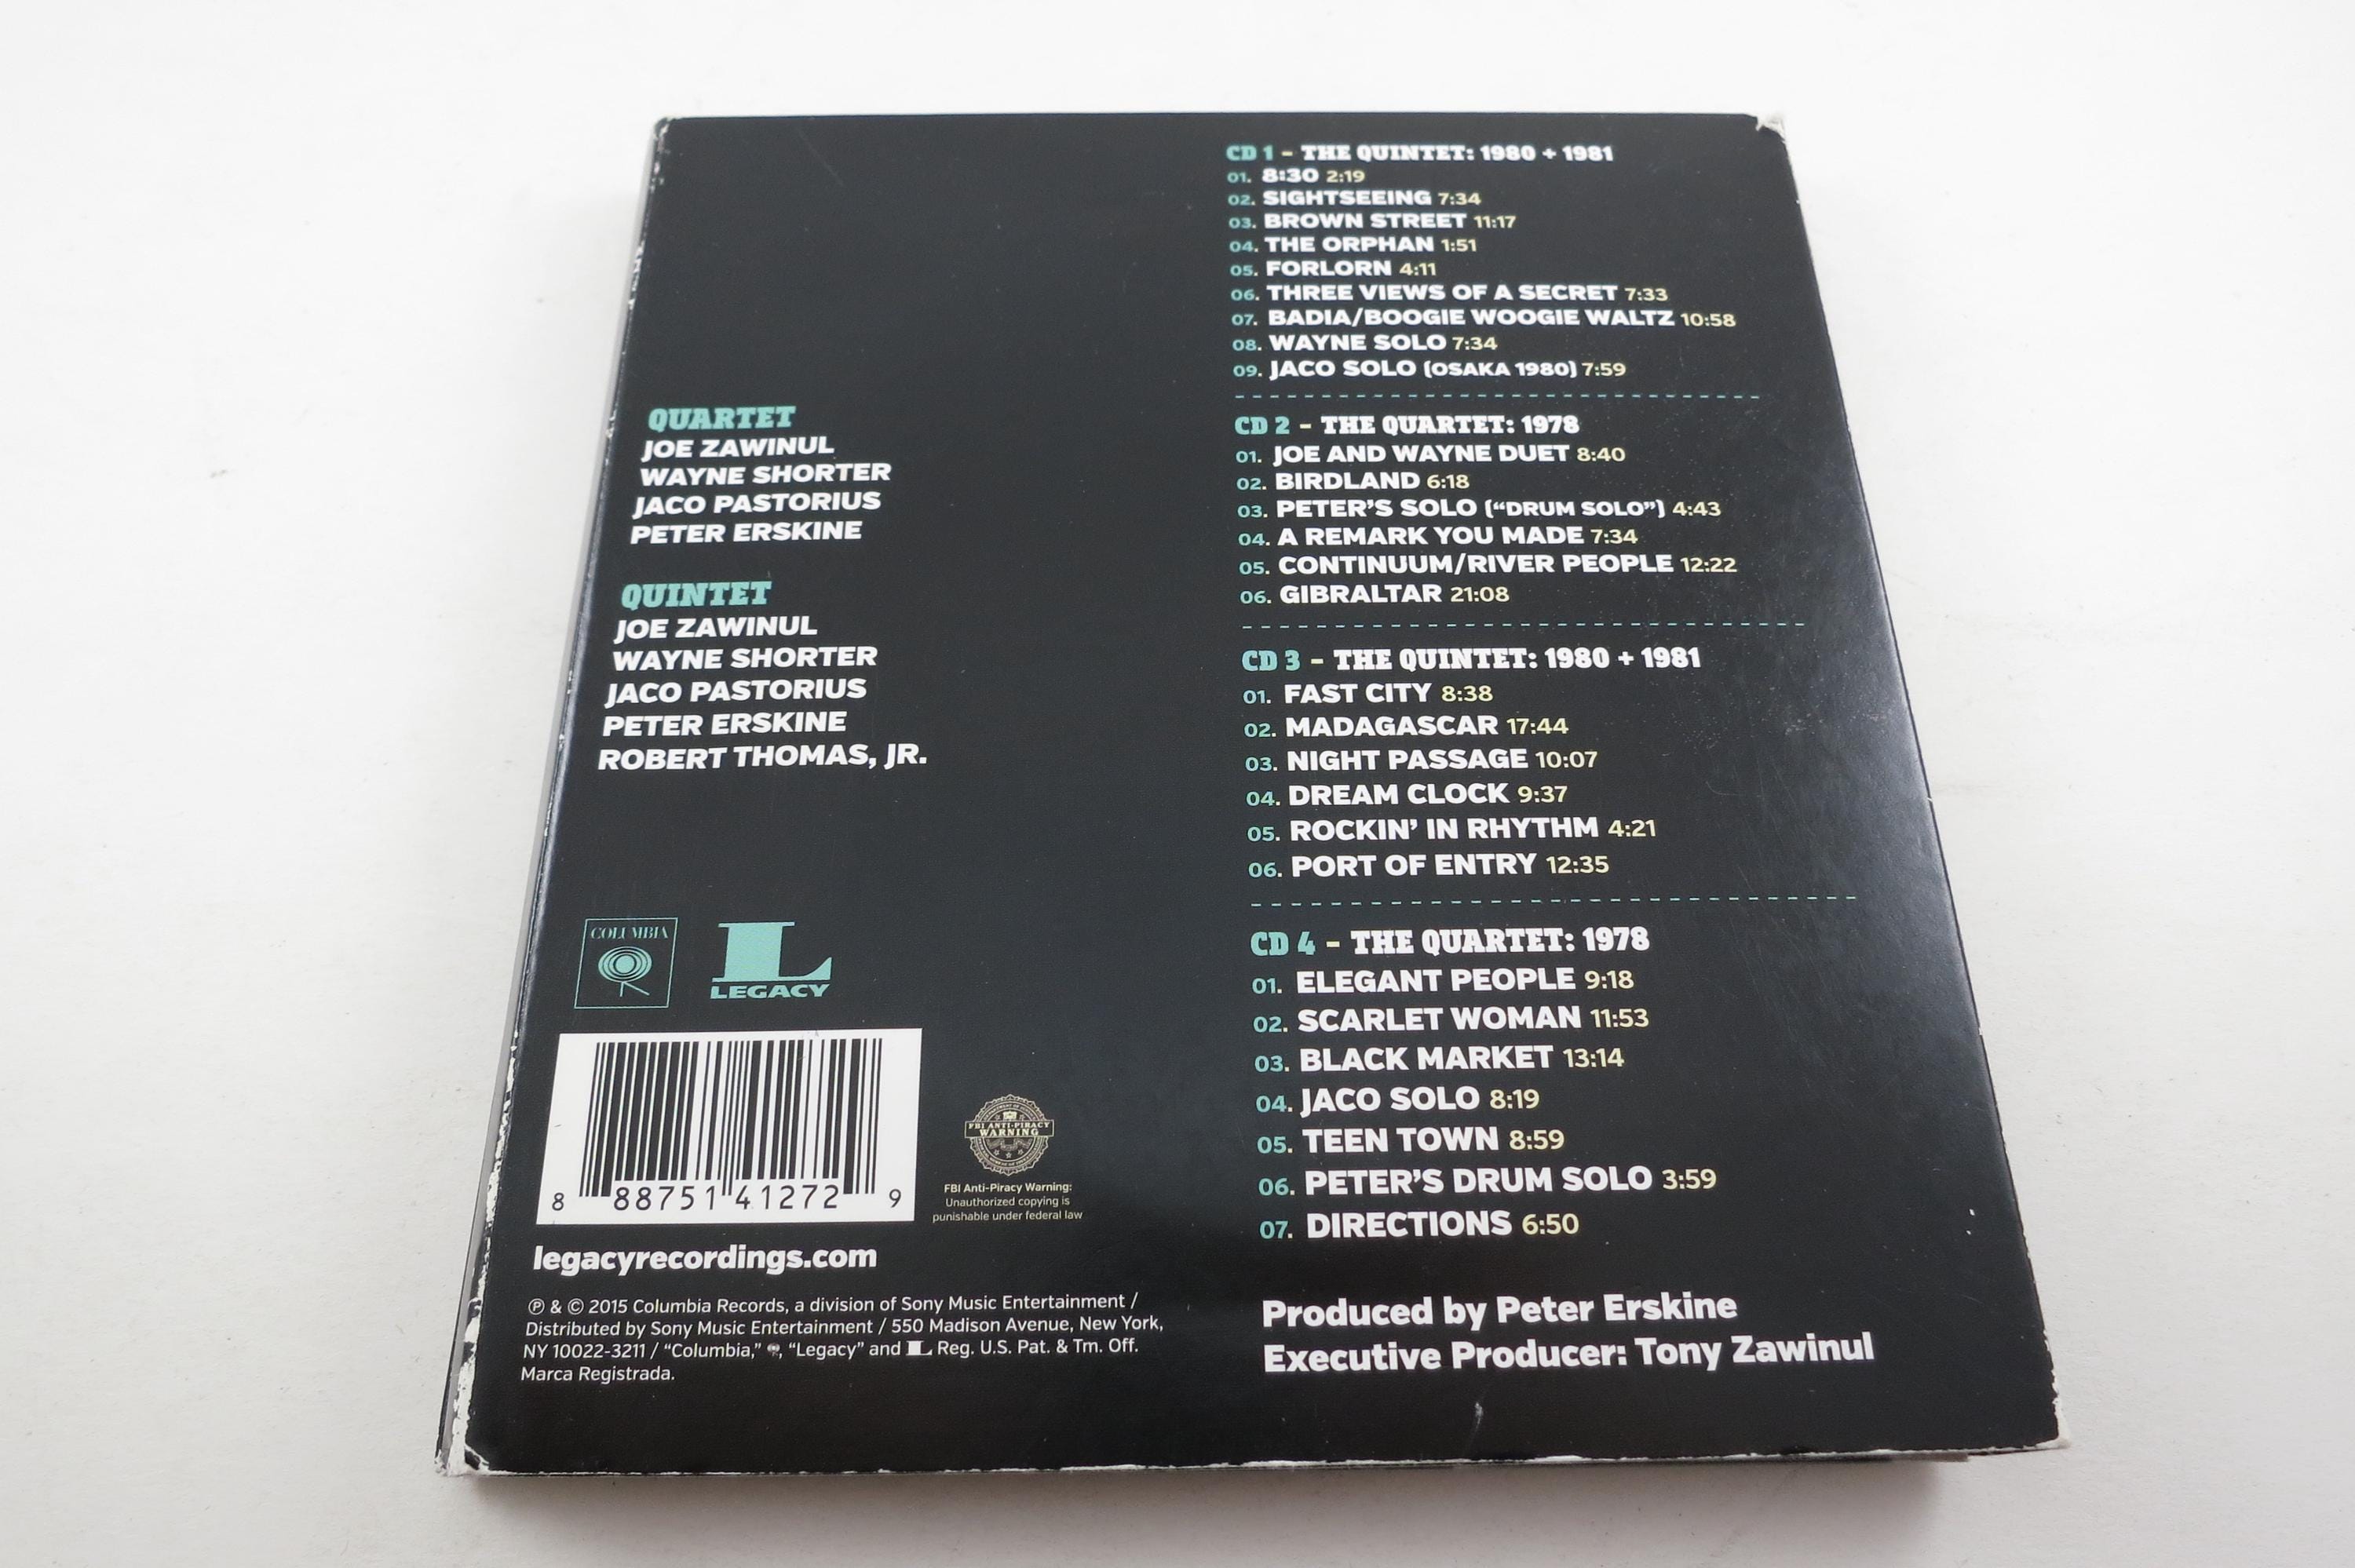 QUARTET
JOE ZAWINUL
WAYNE SHORTER
JACO PASTORIUS
PETER ERSKINE
QUINTET
JOE ZAWINUL
WAYNE SHORTER
JACO PASTORIUS
PETER ERSKINE
ROBERT THOMAS, JR.
COLUMBIA
L
LEGACY
8 88751 41272 9
FBI ANTI-PIRACY
WARNING
FBI Anti-Piracy Warning:
Unauthorized copying is
punishable under federal law
legacyrecordings.com
℗ & © 2015 Columbia Records, a division of Sony Music Entertainment /
Distributed by Sony Music Entertainment / 550 Madison Avenue, New York,
NY 10022-3211 / “Columbia,” , “Legacy” and L Reg. U.S. Pat. & Tm. Off.
Marca Registrada.
CD 1 – THE QUINTET: 1980 + 1981
01. 8:30 2:19
02. SIGHTSEEING 7:34
03. BROWN STREET 11:17
04. THE ORPHAN 1:51
05. FORLORN 4:11
06. THREE VIEWS OF A SECRET 7:33
07. BADIA/BOOGIE WOOGIE WALTZ 10:58
08. WAYNE SOLO 7:34
09. JACO SOLO (OSAKA 1980) 7:59
CD 2 – THE QUARTET: 1978
01. JOE AND WAYNE DUET 8:40
02. BIRDLAND 6:18
03. PETER’S SOLO (“DRUM SOLO”) 4:43
04. A REMARK YOU MADE 7:34
05. CONTINUUM/RIVER PEOPLE 12:22
06. GIBRALTAR 21:08
CD 3 – THE QUINTET: 1980 + 1981
01. FAST CITY 8:38
02. MADAGASCAR 17:44
03. NIGHT PASSAGE 10:07
04. DREAM CLOCK 9:37
05. ROCKIN’ IN RHYTHM 4:21
06. PORT OF ENTRY 12:35
CD 4 – THE QUARTET: 1978
01. ELEGANT PEOPLE 9:18
02. SCARLET WOMAN 11:53
03. BLACK MARKET 13:14
04. JACO SOLO 8:19
05. TEEN TOWN 8:59
06. PETER’S DRUM SOLO 3:59
07. DIRECTIONS 6:50
Produced by Peter Erskine
Executive Producer: Tony Zawinul